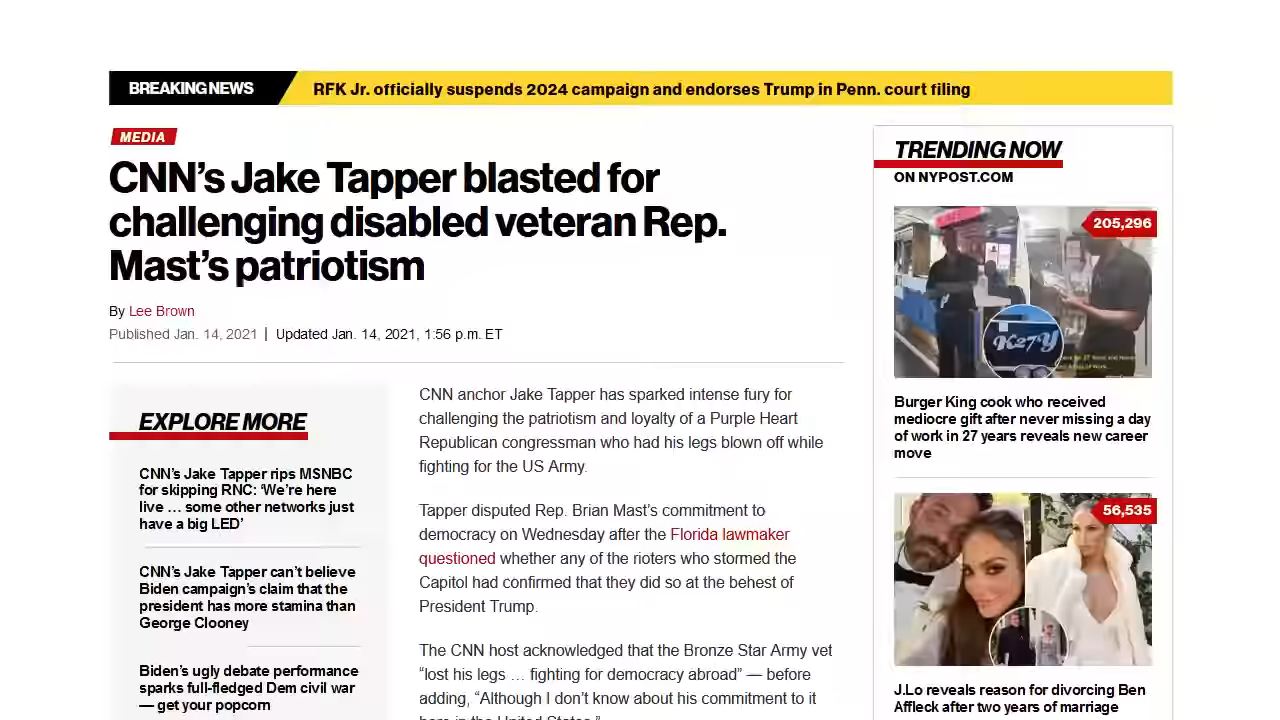 BREAKING NEWS
RFK Jr. officially suspends 2024 campaign and endorses Trump in Penn. court filing
MEDIA
CNN’s Jake Tapper blasted for
challenging disabled veteran Rep.
Mast’s patriotism
By Lee Brown
Published Jan. 14, 2021 | Updated Jan. 14, 2021, 1:56 p.m. ET
EXPLORE MORE
CNN’s Jake Tapper rips MSNBC
for skipping RNC: ‘We’re here
live … some other networks just
have a big LED’
CNN’s Jake Tapper can’t believe
Biden campaign’s claim that the
president has more stamina than
George Clooney
Biden’s ugly debate performance
sparks full-fledged Dem civil war
— get your popcorn
CNN anchor Jake Tapper has sparked intense fury for
challenging the patriotism and loyalty of a Purple Heart
Republican congressman who had his legs blown off while
fighting for the US Army.
Tapper disputed Rep. Brian Mast’s commitment to
democracy on Wednesday after the Florida lawmaker
questioned whether any of the rioters who stormed the
Capitol had confirmed that they did so at the behest of
President Trump.
The CNN host acknowledged that the Bronze Star Army vet
“lost his legs … fighting for democracy abroad” — before
adding, “Although I don’t know about his commitment to it
here in the United States.”
TRENDING NOW
ON NYPOST.COM
205,296
K27Y
Burger King cook who received
mediocre gift after never missing a day
of work in 27 years reveals new career
move
56,535
J.Lo reveals reason for divorcing Ben
Affleck after two years of marriage